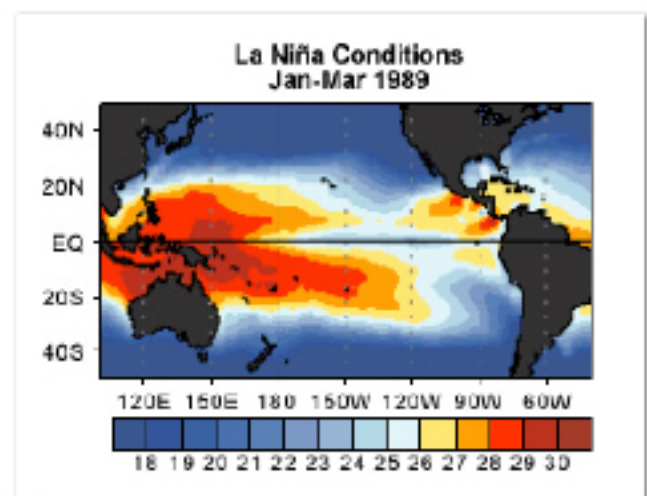 La Niña Conditions
Jan-Mar 1989
40N
20N
EQ
20S
40S
120E 150E 180 150W 120W 90W 60W
18 19 20 21 22 23 24 25 26 27 28 29 30